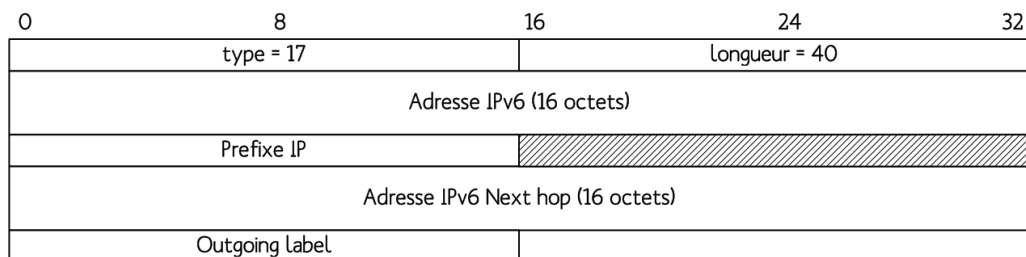 0 8 16 24 32
type = 17 longueur = 40
Adresse IPv6 (16 octets)
Prefixe IP
Adresse IPv6 Next hop (16 octets)
Outgoing label